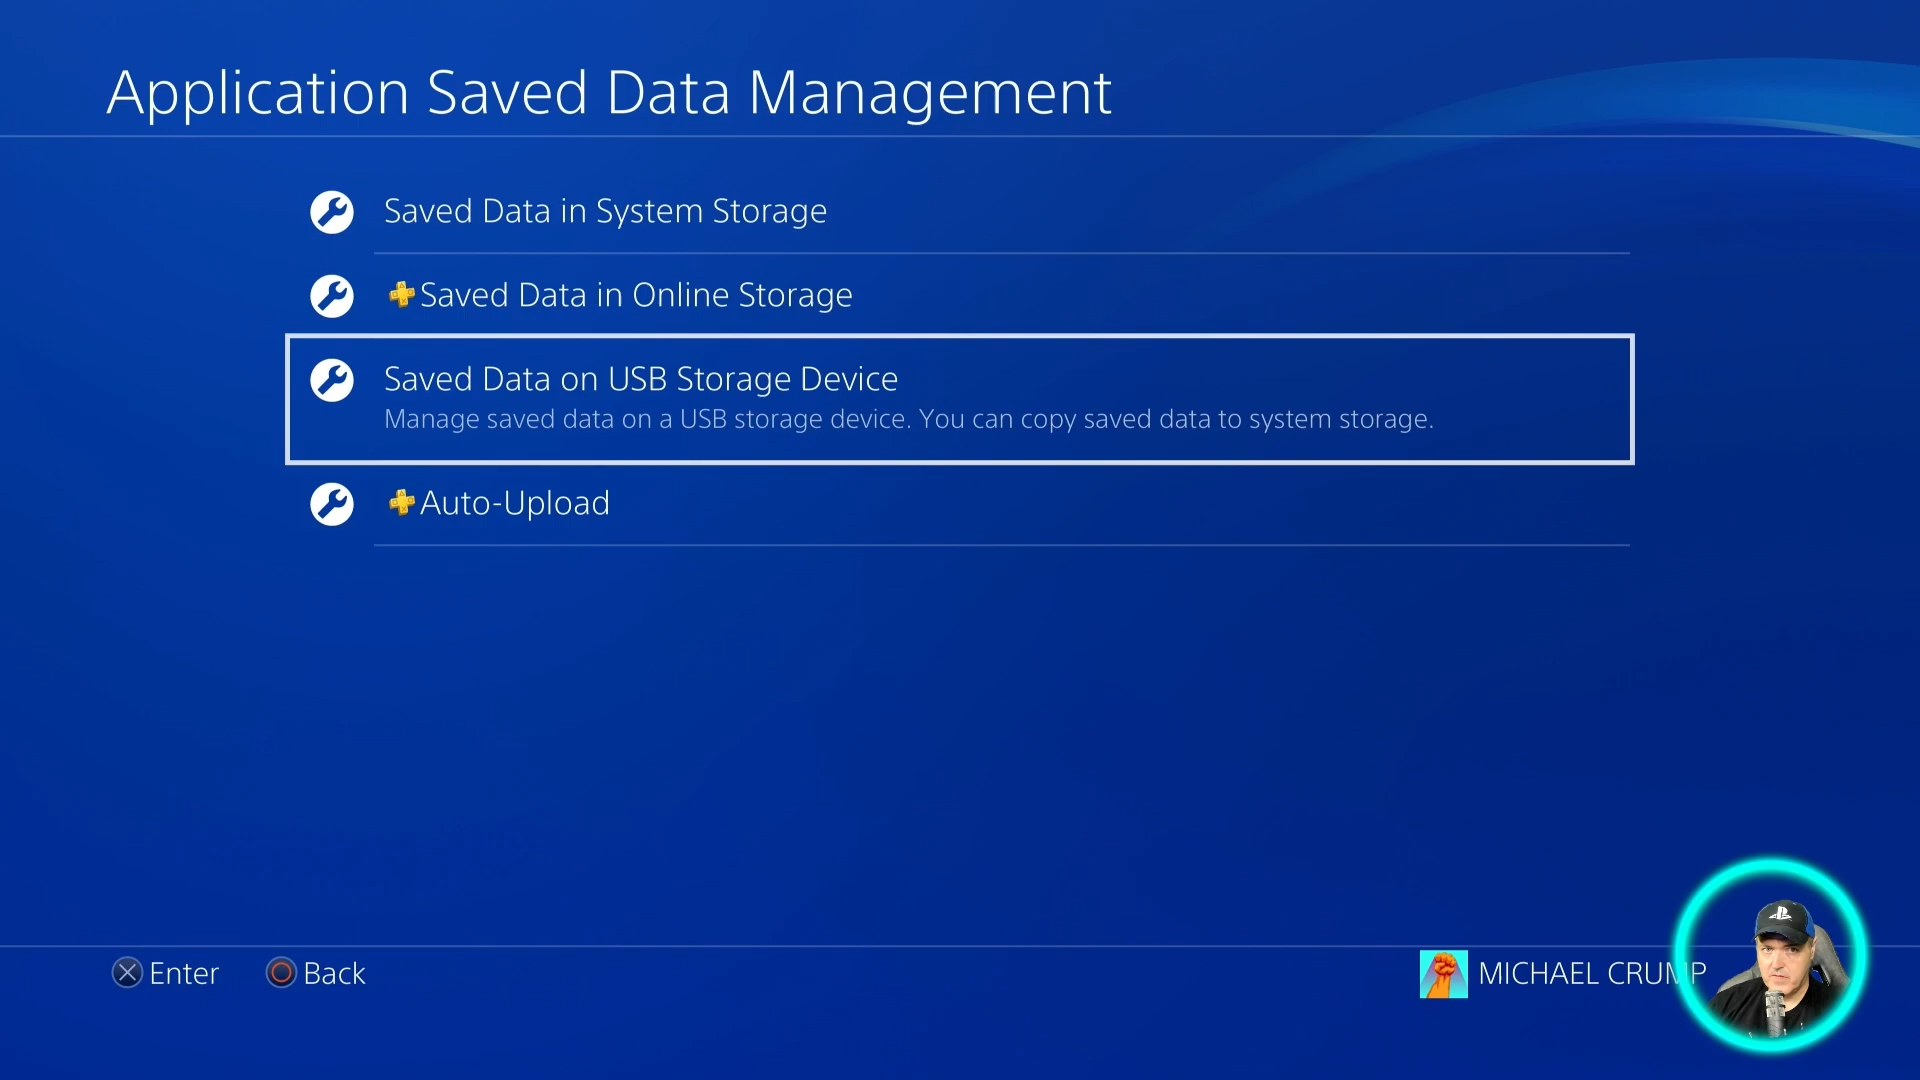 Application Saved Data Management
Saved Data in System Storage
Saved Data in Online Storage
Saved Data on USB Storage Device
Manage saved data on a USB storage device. You can copy saved data to system storage.
Auto-Upload
Enter
Back
MICHAEL CRUMP